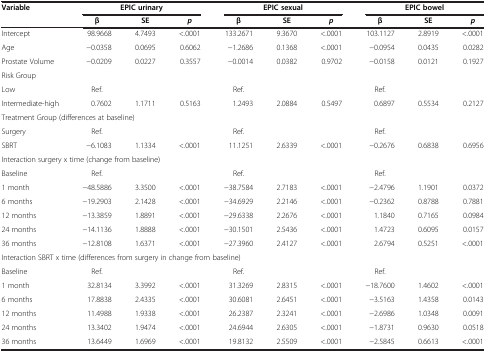 Variable EPIC urinary EPIC sexual EPIC bowel
β SE p β SE p β SE p
Intercept 98.9668 4.7493 <.0001 133.2671 9.3670 <.0001 103.1127 2.8919 <.0001
Age −0.0358 0.0695 0.6062 −1.2686 0.1368 <.0001 −0.0954 0.0435 0.0282
Prostate Volume −0.0209 0.0227 0.3557 −0.0014 0.0382 0.9702 −0.0158 0.0121 0.1927
Risk Group
Low Ref. Ref. Ref.
Intermediate-high 0.7602 1.1711 0.5163 1.2493 2.0884 0.5497 0.6897 0.5534 0.2127
Treatment Group (differences at baseline)
Surgery Ref. Ref. Ref.
SBRT −6.1083 1.1334 <.0001 11.1251 2.6339 <.0001 −0.2676 0.6838 0.6956
Interaction surgery x time (change from baseline)
Baseline Ref. Ref. Ref.
1 month −48.5886 3.3500 <.0001 −38.7584 2.7183 <.0001 −2.4796 1.1901 0.0372
6 months −19.2903 2.1428 <.0001 −34.6929 2.2146 <.0001 −0.2362 0.8788 0.7881
12 months −13.3859 1.8891 <.0001 −29.6338 2.2676 <.0001 1.1840 0.7165 0.0984
24 months −14.1136 1.8888 <.0001 −30.1501 2.5436 <.0001 1.4723 0.6095 0.0157
36 months −12.8108 1.6371 <.0001 −27.3960 2.4127 <.0001 2.6794 0.5251 <.0001
Interaction SBRT x time (differences from surgery in change from baseline)
Baseline Ref. Ref. Ref.
1 month 32.8134 3.3992 <.0001 31.3269 2.8315 <.0001 −18.7600 1.4602 <.0001
6 months 17.8838 2.4335 <.0001 30.6081 2.6451 <.0001 −3.5163 1.4358 0.0143
12 months 11.4988 1.9338 <.0001 26.2387 2.3241 <.0001 −2.6986 1.0348 0.0091
24 months 13.3402 1.9474 <.0001 24.6944 2.6305 <.0001 −1.8731 0.9630 0.0518
36 months 13.6449 1.6969 <.0001 19.8132 2.5509 <.0001 −2.5845 0.6613 <.0001